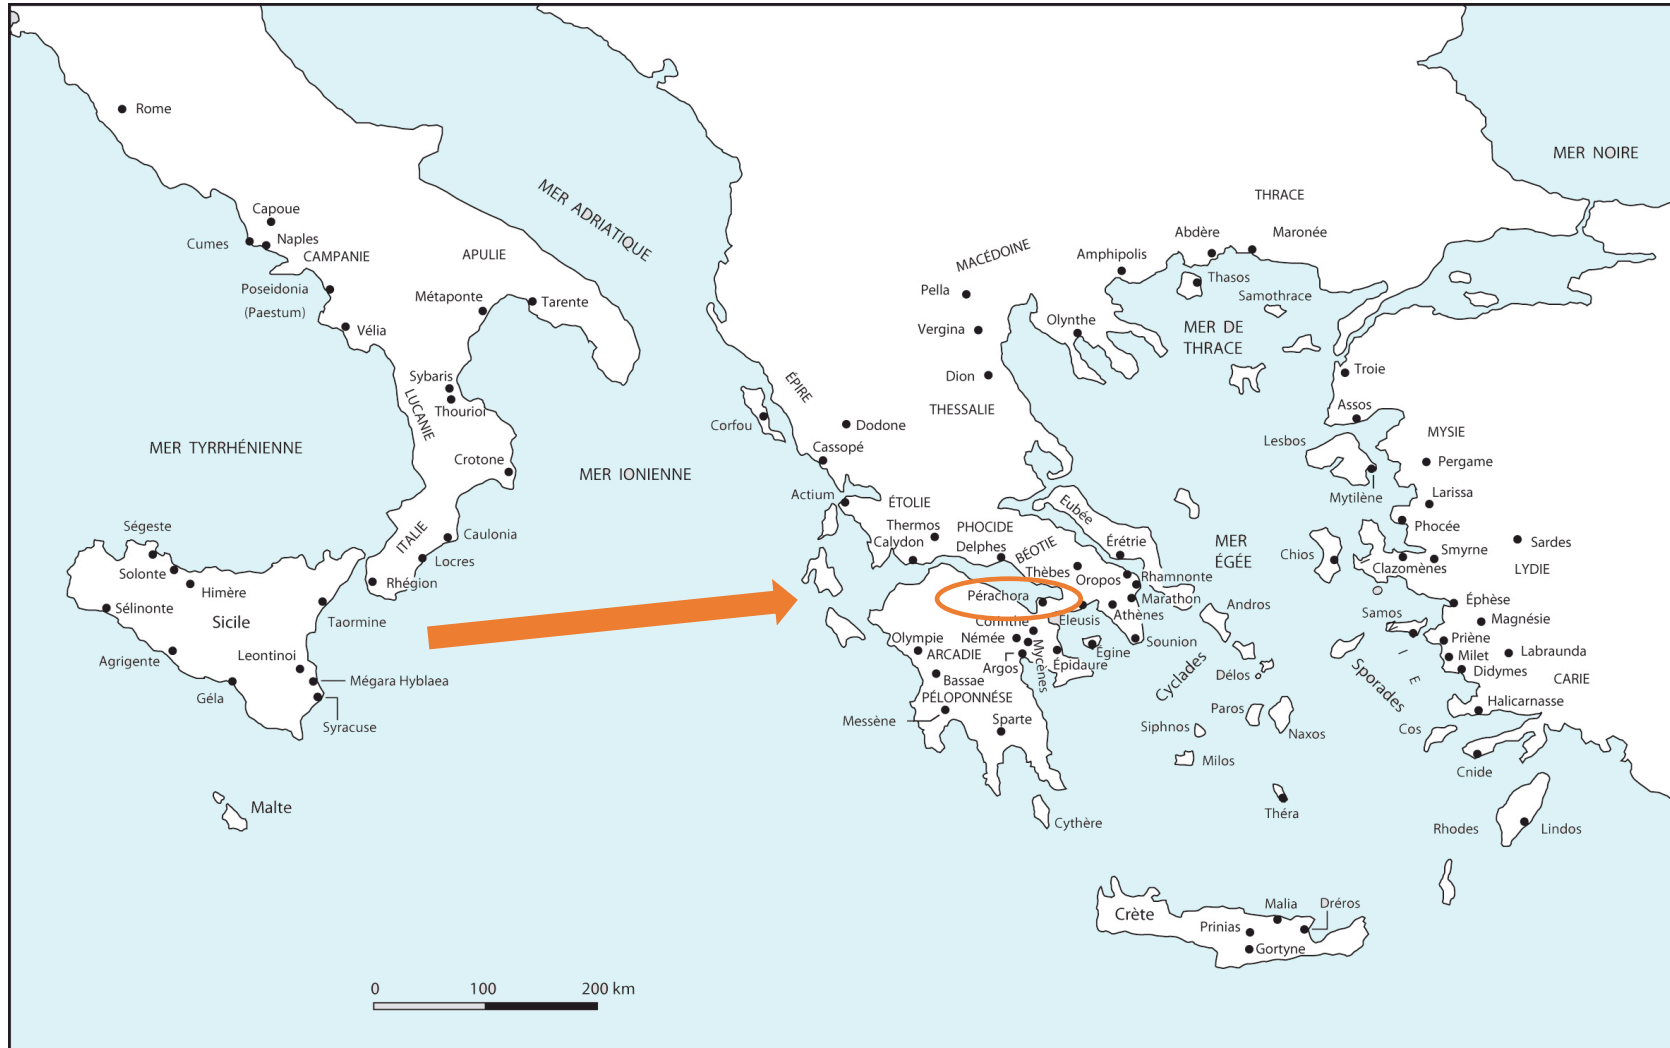 Rome
Capoue
Cumes
Naples
CAMPANIE
APULIE
Poseidonia
(Paestum)
Métaponte
Tarente
Vélia
Sybaris
Thourioi
LUCANIE
Crotone
MER TYRRHÉNIENNE
MER ADRIATIQUE
MER IONIENNE
ITALIE
Caulonia
Locres
Rhégion
Ségeste
Solonte
Himère
Sélinonte
Sicile
Taormine
Agrigente
Leontinoi
Géla
Mégara Hyblaea
Syracuse
Malte
0 100 200 km
MER NOIRE
THRACE
Abdère
Maronée
Amphipolis
MACÉDOINE
Thasos
Samothrace
Pella
Vergina
Olynthe
MER DE
THRACE
Dion
THESSALIE
ÉPIRE
Corfou
Dodone
Cassopé
Actium
ÉTOLIE
Thermos
Calydon
PHOCIDE
Delphes
BÉOTIE
Eubée
Érétrie
Thèbes
Oropos
Rhamnonte
Marathon
Pérachora
Athènes
Eleusis
Corinthe
Némée
Mycènes
Olympie
ARCADIE
Argos
Épidaure
Égine
Sounion
Bassae
PÉLOPONNÉSE
Messène
Sparte
Cythère
MER
ÉGÉE
Andros
Cyclades
Délos
Paros
Siphnos
Naxos
Milos
Théra
Sporades
Troie
Assos
MYSIE
Lesbos
Pergame
Mytilène
Larissa
Phocée
Chios
Smyrne
Sardes
Clazomènes
LYDIE
Éphèse
Samos
Magnésie
Priène
Milet
Labraunda
Didymes
CARIE
Halicarnasse
Cos
Cnide
Rhodes
Lindos
Crète
Malia
Dréros
Prinias
Gortyne